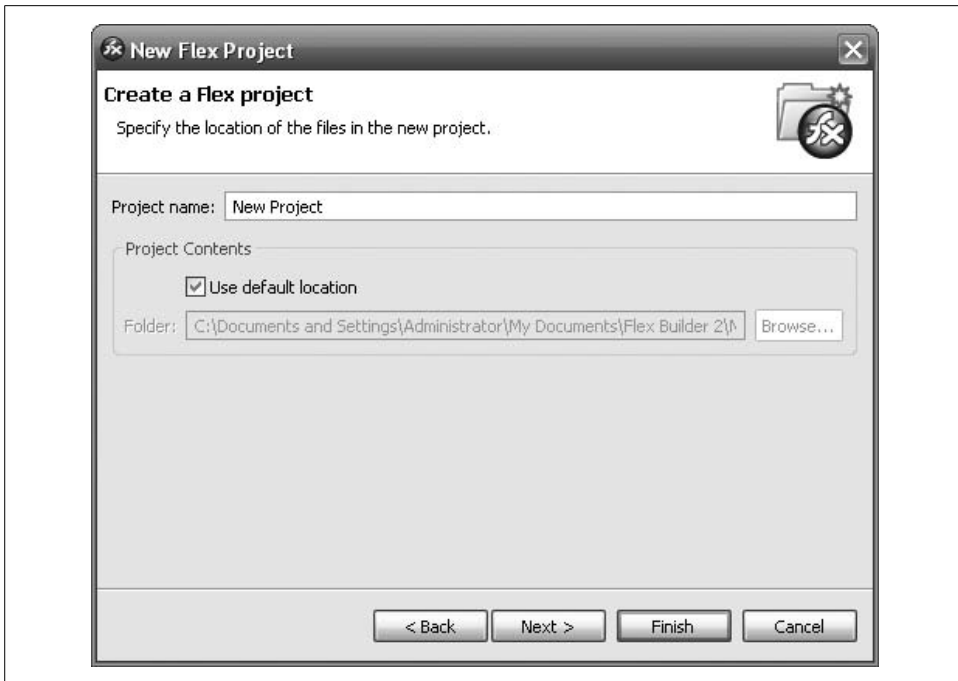 New Flex Project
Create a Flex project
Specify the location of the files in the new project.
Project name: New Project
Project Contents
Use default location
Folder: C:\Documents and Settings\Administrator\My Documents\Flex Builder 2\ Browse...
< Back Next > Finish Cancel